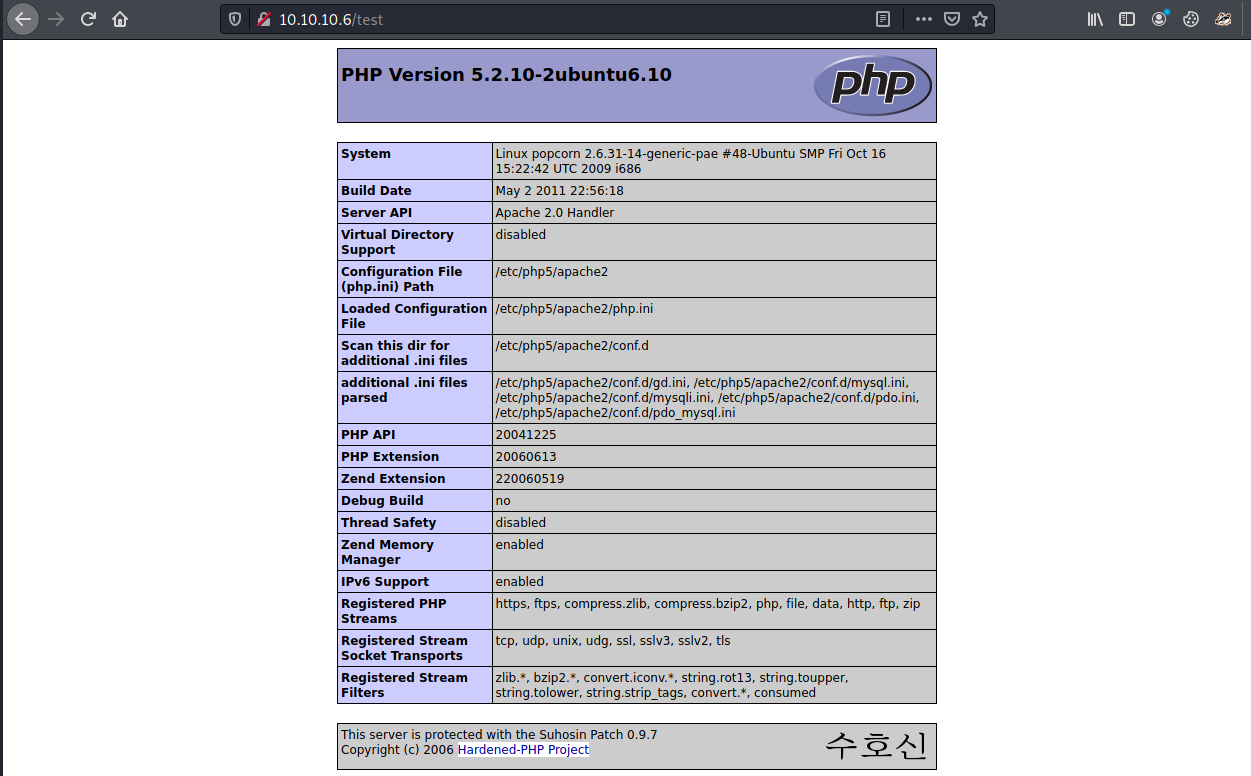 10.10.10.6/test
PHP Version 5.2.10-2ubuntu6.10
php
System
Linux popcorn 2.6.31-14-generic-pae #48-Ubuntu SMP Fri Oct 16
15:22:42 UTC 2009 i686
Build Date
May 2 2011 22:56:18
Server API
Apache 2.0 Handler
Virtual Directory
Support
disabled
Configuration File
(php.ini) Path
/etc/php5/apache2
Loaded Configuration
File
/etc/php5/apache2/php.ini
Scan this dir for
additional .ini files
/etc/php5/apache2/conf.d
additional .ini files
parsed
/etc/php5/apache2/conf.d/gd.ini, /etc/php5/apache2/conf.d/mysql.ini,
/etc/php5/apache2/conf.d/mysqli.ini, /etc/php5/apache2/conf.d/pdo.ini,
/etc/php5/apache2/conf.d/pdo_mysql.ini
PHP API
20041225
PHP Extension
20060613
Zend Extension
220060519
Debug Build
no
Thread Safety
disabled
Zend Memory
Manager
enabled
IPv6 Support
enabled
Registered PHP
Streams
https, ftps, compress.zlib, compress.bzip2, php, file, data, http, ftp, zip
Registered Stream
Socket Transports
tcp, udp, unix, udg, ssl, sslv3, sslv2, tls
Registered Stream
Filters
zlib.*, bzip2.*, convert.iconv.*, string.rot13, string.toupper,
string.tolower, string.strip_tags, convert.*, consumed
This server is protected with the Suhosin Patch 0.9.7
Copyright (c) 2006 Hardened-PHP Project
수호신